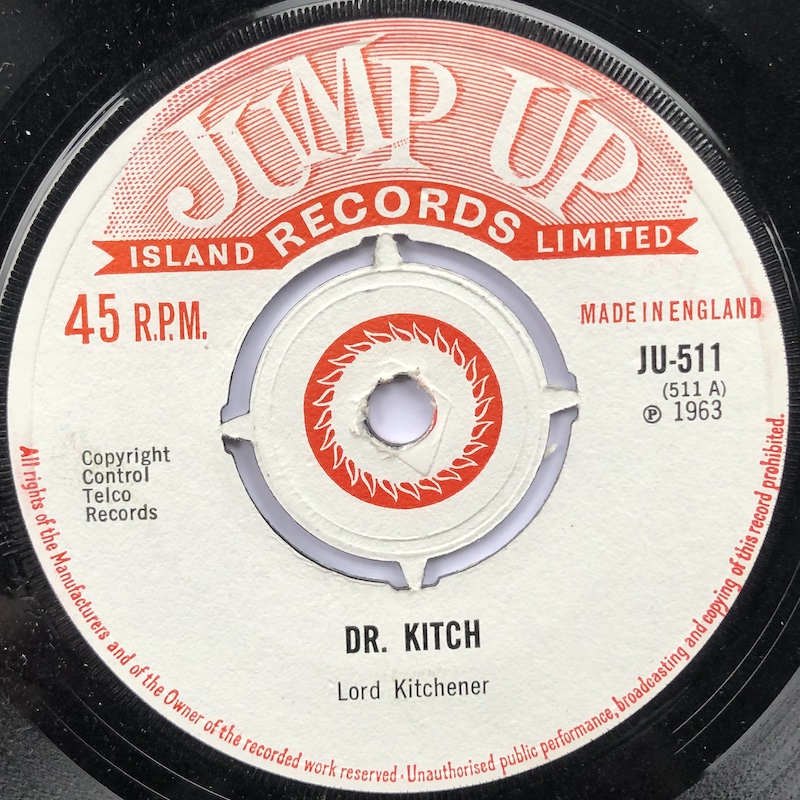 JUMP UP
ISLAND RECORDS LIMITED
45 R.P.M.
MADE IN ENGLAND
JU-511
(511 A)
℗ 1963
Copyright
Control
Telco
Records
DR. KITCH
Lord Kitchener
All rights of the Manufacturers and of the Owner of the recorded work reserved · Unauthorised public performance, broadcasting and copying of this record prohibited.